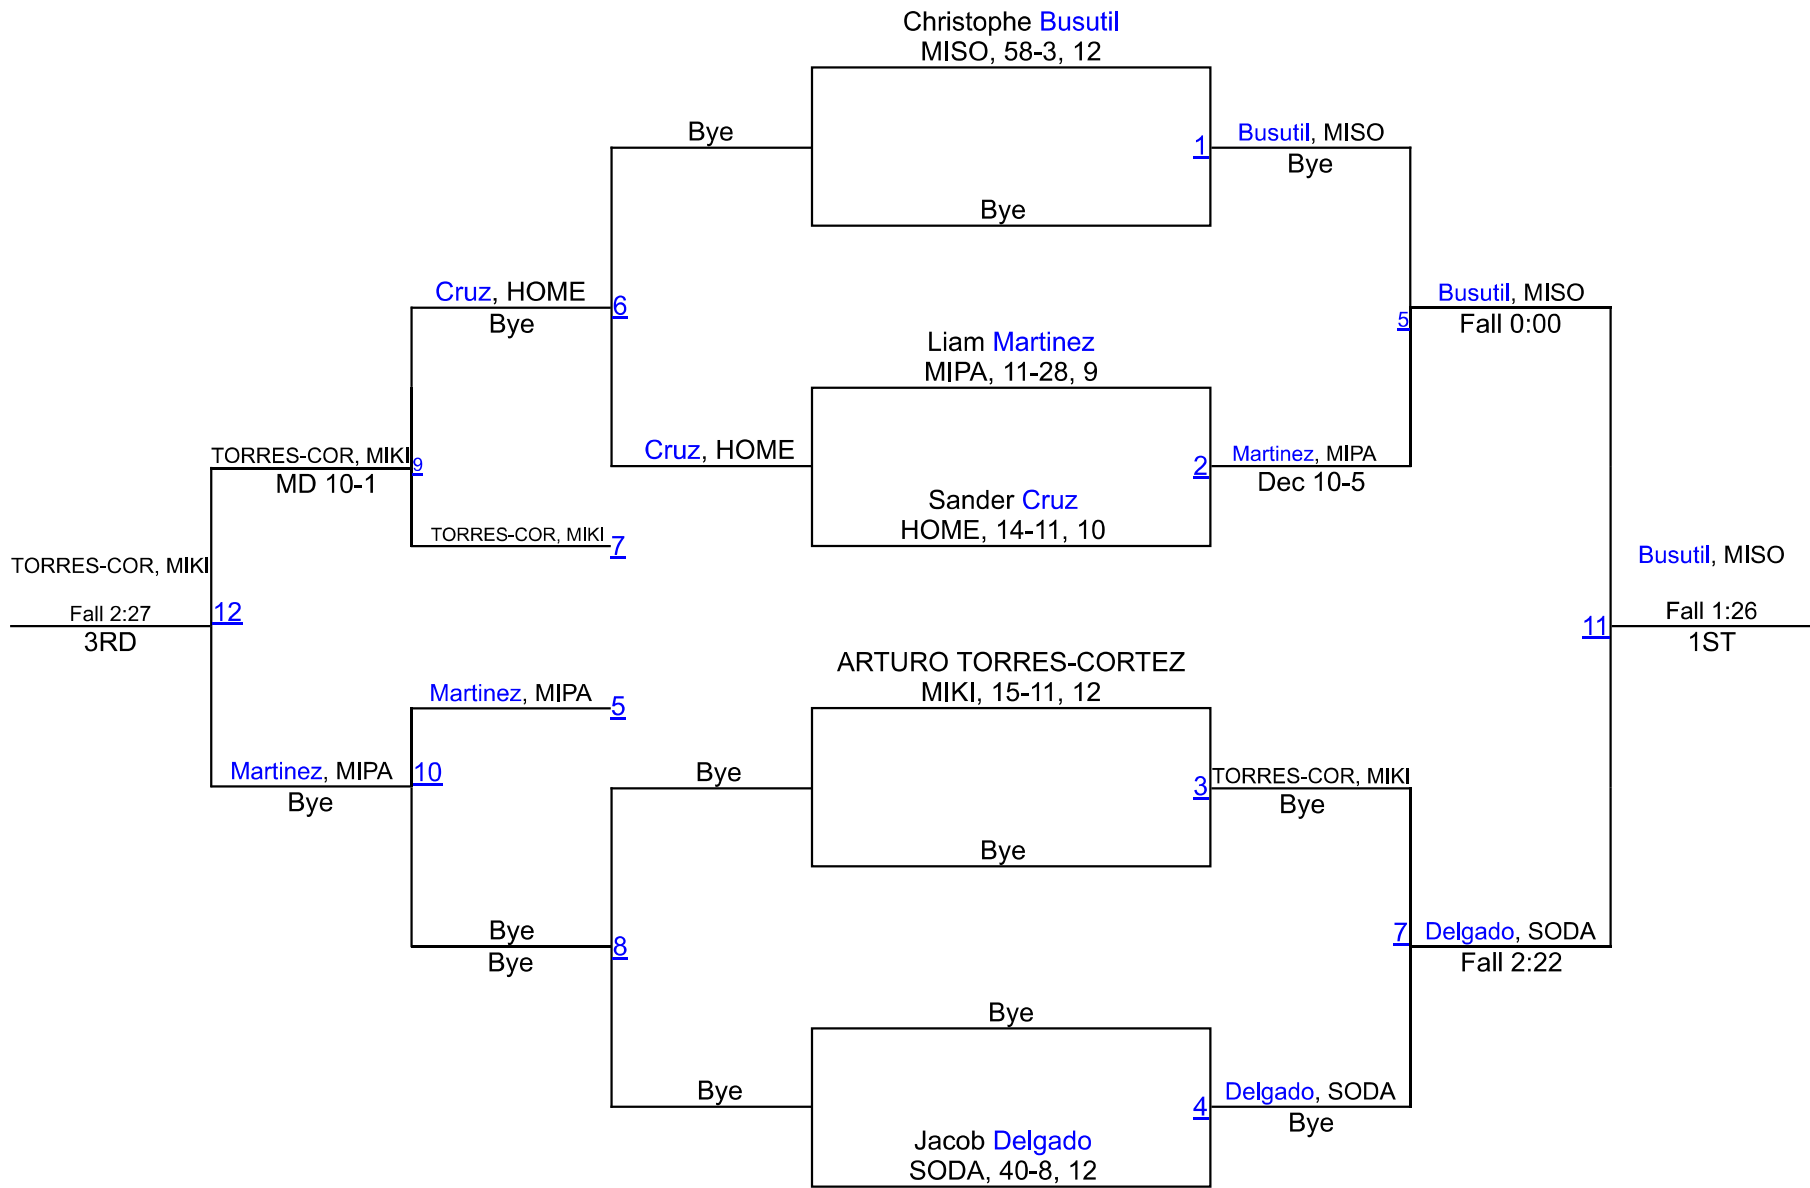 Christophe Busutil
MISO, 58-3, 12
Bye
1
Busutil, MISO
Bye
Bye
Cruz, HOME
Bye
6
Busutil, MISO
Fall 0:00
5
Liam Martinez
MIPA, 11-28, 9
Cruz, HOME
2
Martinez, MIPA
Dec 10-5
Sander Cruz
HOME, 14-11, 10
TORRES-COR, MIKI
MD 10-1
9
TORRES-COR, MIKI
7
TORRES-COR, MIKI
Fall 2:27
3RD
12
Busutil, MISO
Fall 1:26
1ST
11
ARTURO TORRES-CORTEZ
MIKI, 15-11, 12
Martinez, MIPA
5
Martinez, MIPA
Bye
10
Bye
3
TORRES-COR, MIKI
Bye
Bye
Bye
Bye
8
7
Delgado, SODA
Fall 2:22
Bye
Bye
4
Delgado, SODA
Bye
Jacob Delgado
SODA, 40-8, 12